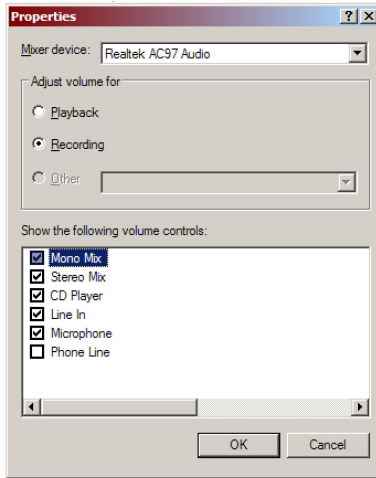 Properties
Mixer device: Realtek AC97 Audio
Adjust volume for
Playback
Recording
Other
Show the following volume controls:
Mono Mix
Stereo Mix
CD Player
Line In
Microphone
Phone Line
OK Cancel